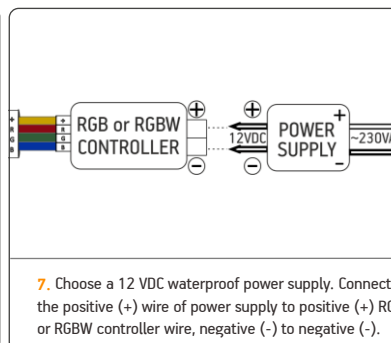 + + ⊕ ⊕ +
R R RGB or RGBW POWER
G G CONTROLLER 12VDC SUPPLY ~230V
B B ⊖ ⊖ -
7. Choose a 12 VDC waterproof power supply. Connect
the positive (+) wire of power supply to positive (+)
or RGBW controller wire, negative (-) to negative (-).